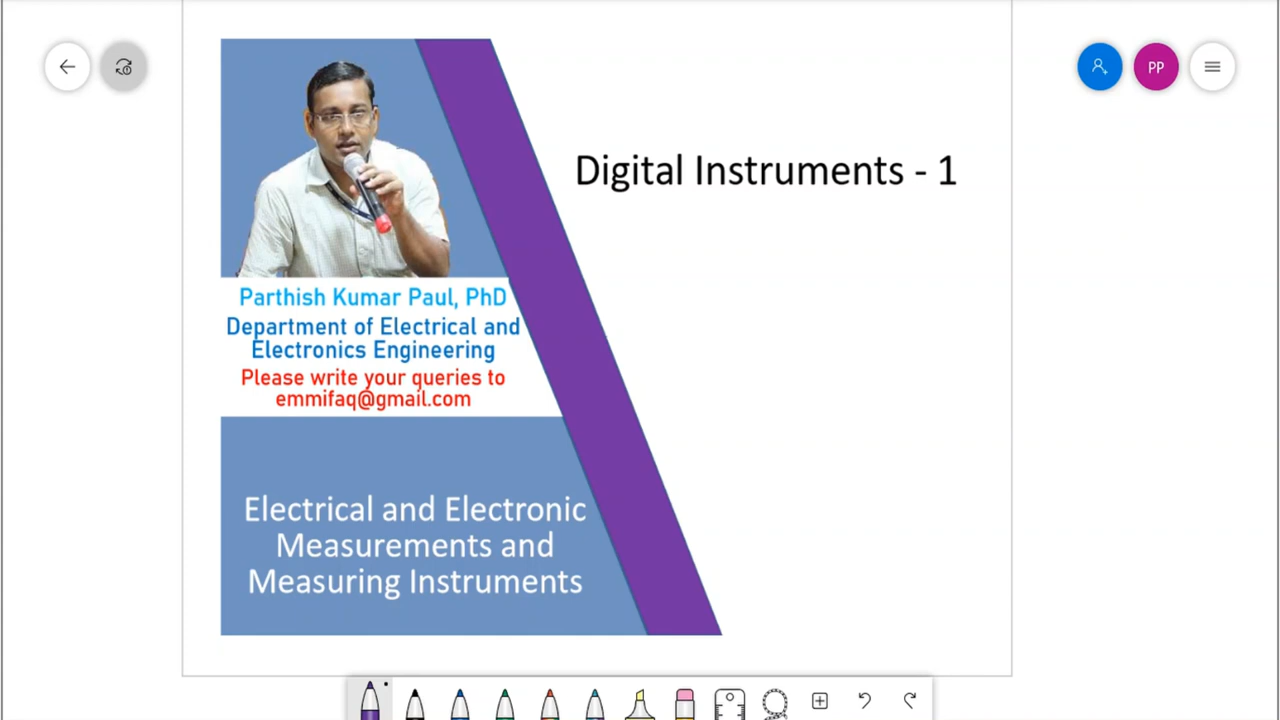 PP
Digital Instruments - 1
Parthish Kumar Paul, PhD
Department of Electrical and
Electronics Engineering
Please write your queries to
emmifaq@gmail.com
Electrical and Electronic
Measurements and
Measuring Instruments